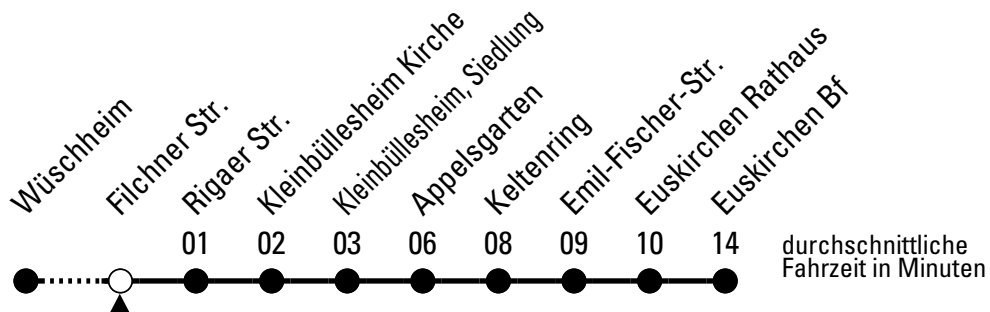 Wüschheim
Filchner Str.
Rigaer Str.
Kleinbüllesheim Kirche
Kleinbüllesheim, Siedlung
Appelsgarten
Keltenring
Emil-Fischer-Str.
Euskirchen Rathaus
Euskirchen Bf
01 02 03 06 08 09 10 14
durchschnittliche
Fahrzeit in Minuten